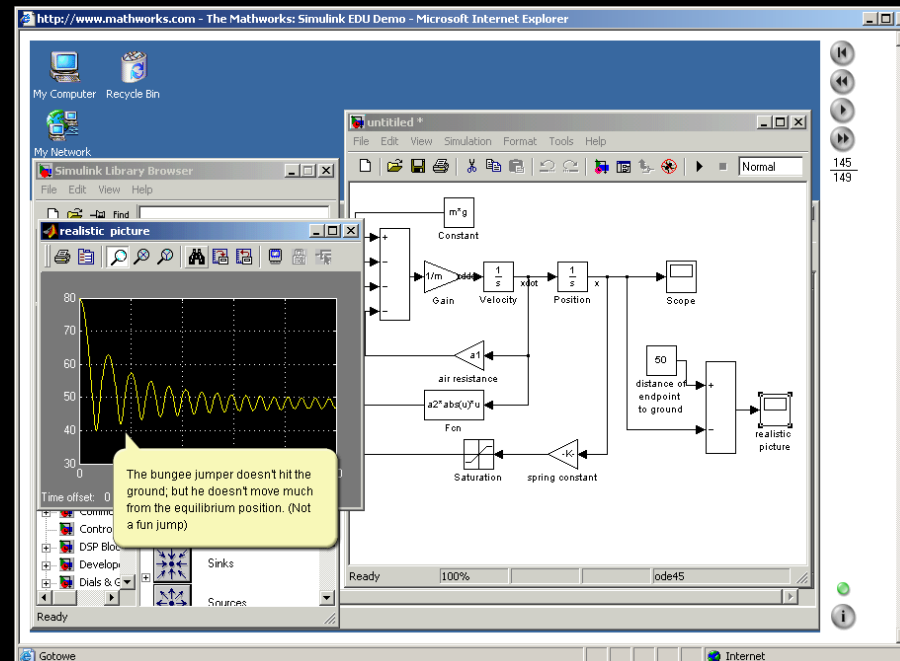 http://www.mathworks.com - The Mathworks: Simulink EDU Demo - Microsoft Internet Explorer
My Computer
Recycle Bin
My Network
145
149
Simulink Library Browser
File Edit View Help
Find
untitiled *
File Edit View Simulation Format Tools Help
Normal
realistic picture
80
70
60
50
40
30
0
Time offset: 0
The bungee jumper doesn't hit the
ground; but he doesn't move much
from the equilibrium position. (Not
a fun jump)
m*g
Constant
+
−
−
−
1/m
Gain
1
s
Velocity
xdot
1
s
Position
x
Scope
a1
air resistance
a2*abs(u)*u
Fcn
Saturation
-K-
spring constant
50
distance of
endpoint
to ground
+
−
realistic
picture
Contro
DSP Bloc
Develop
Dials & G
Sinks
Sources
Ready
Ready 100% ode45
Gotowe
Internet